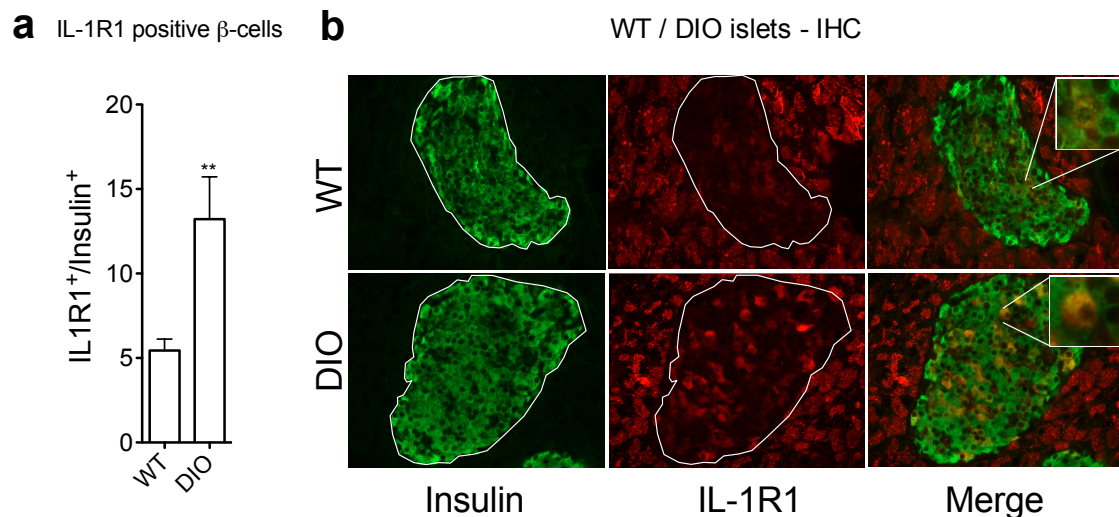 a IL-1R1 positive β-cells
IL1R1⁺/Insulin⁺
20
15
10
5
0
**
WT
DIO
b WT / DIO islets - IHC
WT
DIO
Insulin
IL-1R1
Merge